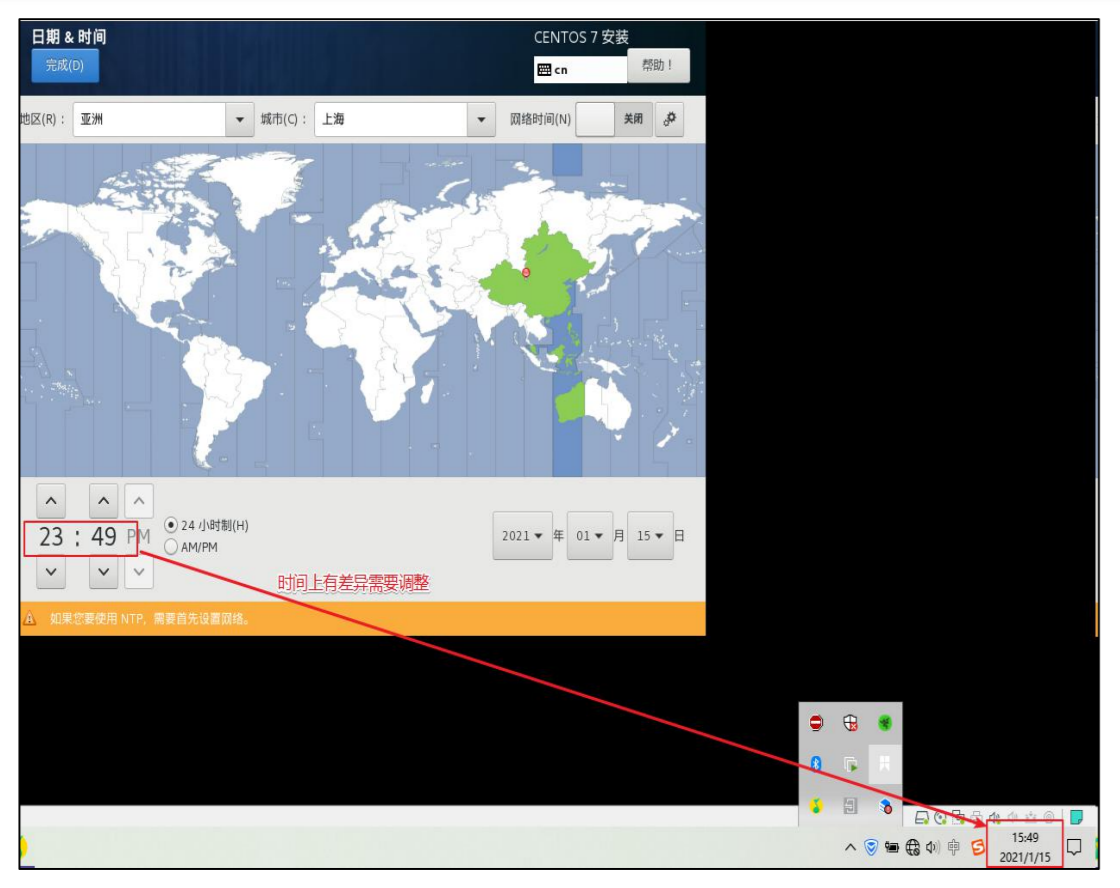 日期 & 时间
CENTOS 7 安装
完成(D)
cn
帮助！
地区(R)： 亚洲 城市(C)： 上海 网络时间(N) 关闭
23 : 49 PM
24 小时制(H)
AM/PM
2021 年 01 月 15 日
时间上有差异需要调整
如果您要使用 NTP，需要首先设置网络。
中
15:49
2021/1/15